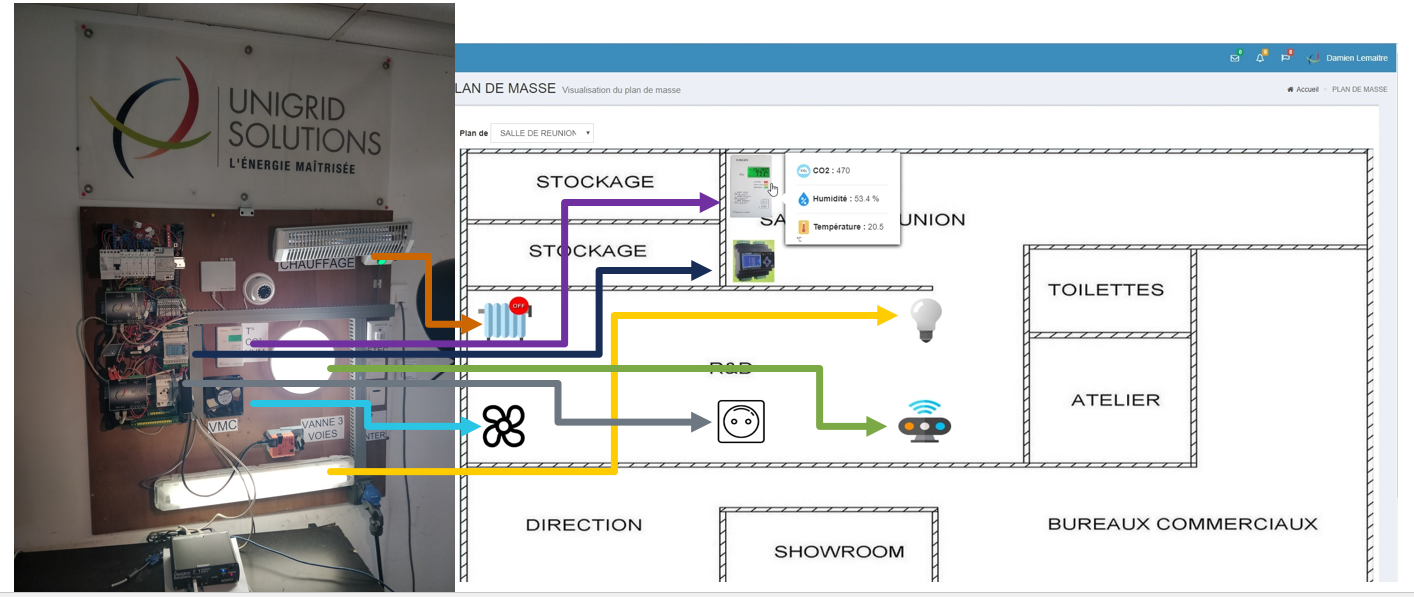 UNIGRID
SOLUTIONS
L'ÉNERGIE MAÎTRISÉE
CHAUFFAGE
T°
VMC
VANNE 3
VOIES
Damien Lemaitre
LAN DE MASSE Visualisation du plan de masse
Accueil
PLAN DE MASSE
Plan de
SALLE DE REUNION
STOCKAGE
STOCKAGE
CO2 : 470
Humidité : 53.4 %
Température : 20.5
°C
SA
UNION
OFF
R&D
TOILETTES
ATELIER
DIRECTION
SHOWROOM
BUREAUX COMMERCIAUX